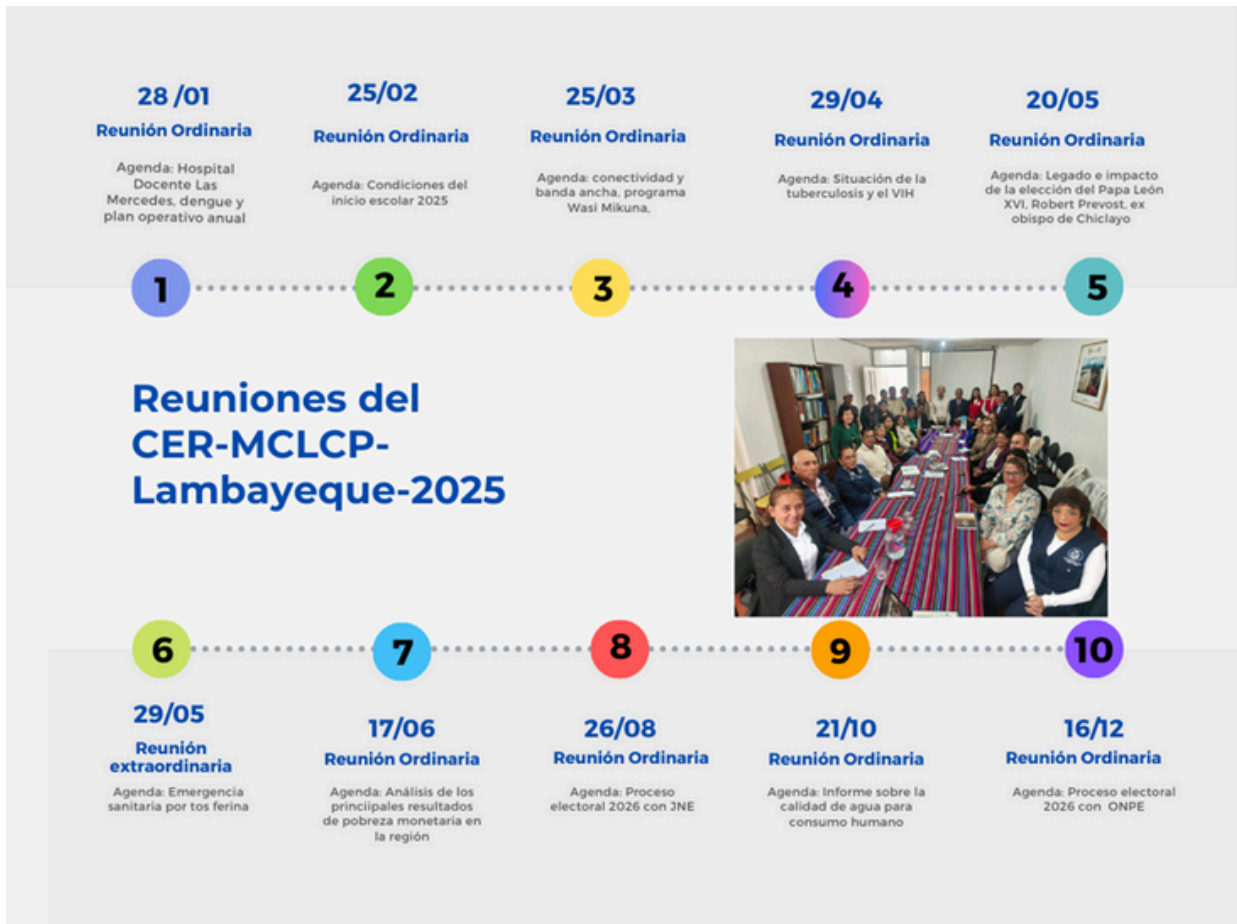 28 /01
Reunión Ordinaria
Agenda: Hospital
Docente Las
Mercedes, dengue y
plan operativo anual
25/02
Reunión Ordinaria
Agenda: Condiciones del
inicio escolar 2025
25/03
Reunión Ordinaria
Agenda: conectividad y
banda ancha, programa
Wasi Mikuna,
29/04
Reunión Ordinaria
Agenda: Situación de la
tuberculosis y el VIH
20/05
Reunión Ordinaria
Agenda: Legado e impacto
de la elección del Papa León
XVI, Robert Prevost, ex
obispo de Chiclayo
1
2
3
4
5
Reuniones del
CER-MCLCP-
Lambayeque-2025
6
7
8
9
10
29/05
Reunión
extraordinaria
Agenda: Emergencia
sanitaria por tos ferina
17/06
Reunión Ordinaria
Agenda: Análisis de los
princiipales resultados
de pobreza monetaria en
la región
26/08
Reunión Ordinaria
Agenda: Proceso
electoral 2026 con JNE
21/10
Reunión Ordinaria
Agenda: Informe sobre la
calidad de agua para
consumo humano
16/12
Reunión Ordinaria
Agenda: Proceso electoral
2026 con ONPE